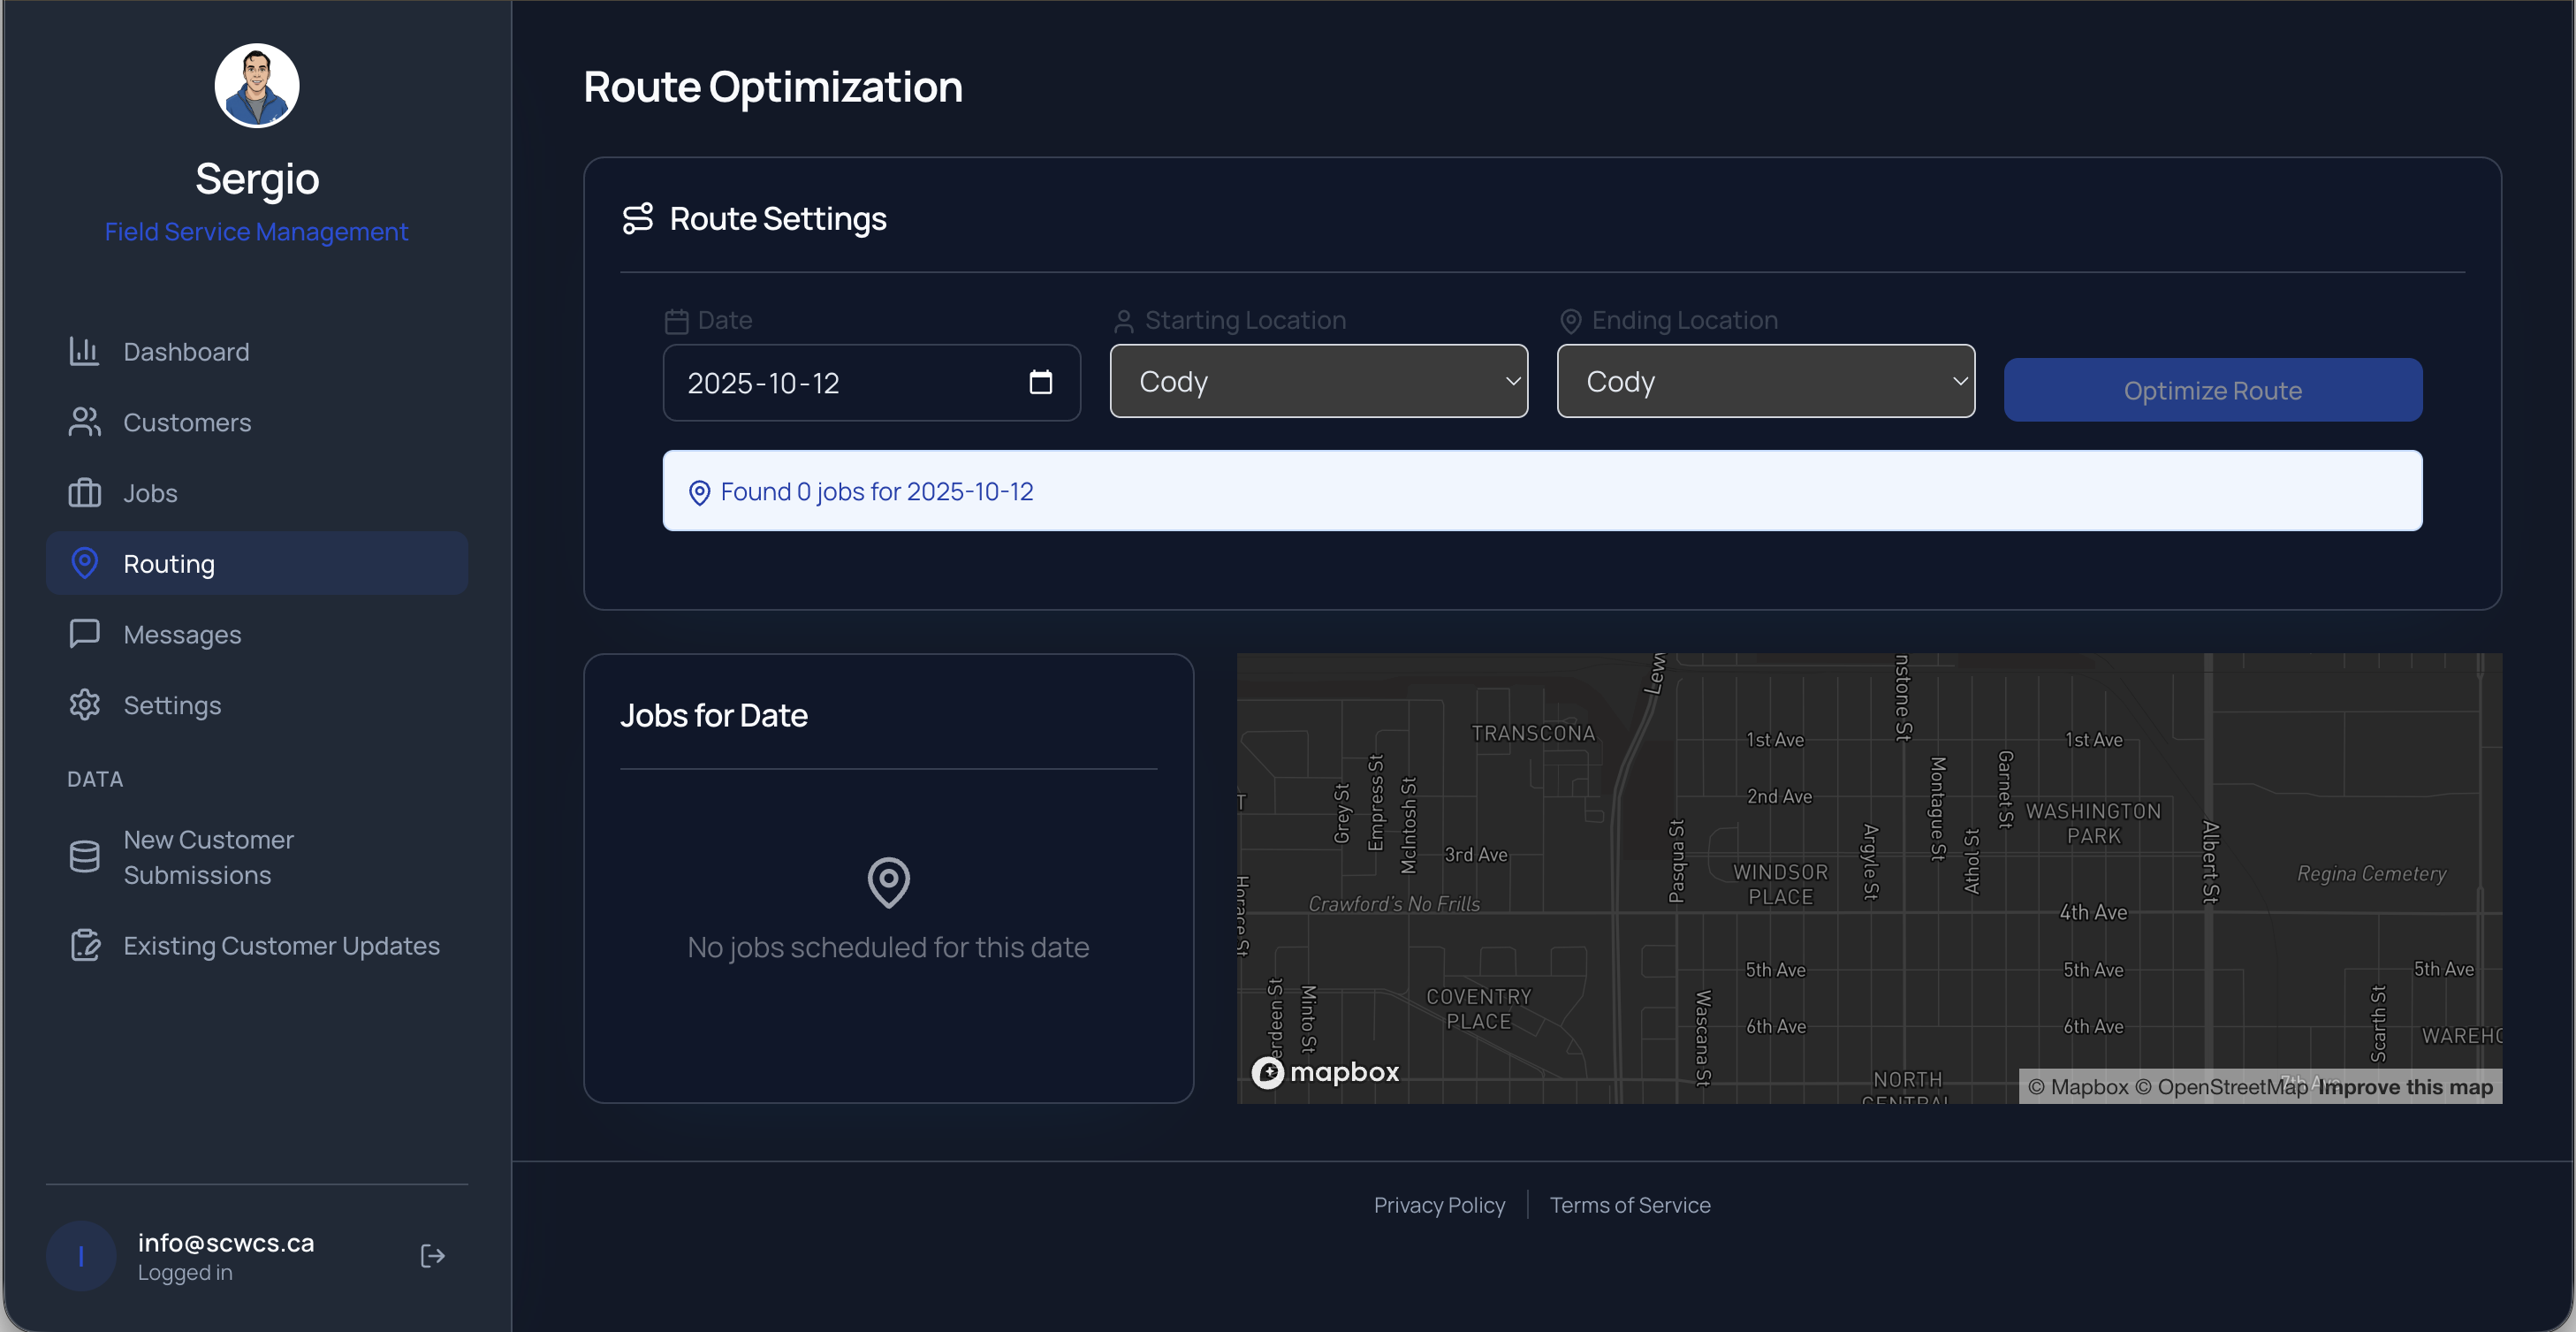 Sergio
Field Service Management
Dashboard
Customers
Jobs
Routing
Messages
Settings
DATA
New Customer
Submissions
Existing Customer Updates
I
info@scwcs.ca
Logged in
Route Optimization
Route Settings
Date
Starting Location
Ending Location
2025-10-12
Cody
Cody
Optimize Route
Found 0 jobs for 2025-10-12
Jobs for Date
No jobs scheduled for this date
TRANSCONA
1st Ave
1st Ave
2nd Ave
3rd Ave
Grey St
Empress St
McIntosh St
Pasqua St
Argyle St
Montague St
Athol St
Garnet St
WASHINGTON
PARK
WINDSOR
PLACE
Albert St
Regina Cemetery
Crawford's No Frills
4th Ave
5th Ave
5th Ave
5th Ave
COVENTRY
PLACE
Minto St
Wascana St
6th Ave
6th Ave
Scarth St
NORTH
mapbox
© Mapbox © OpenStreetMap Improve this map
Privacy Policy
Terms of Service